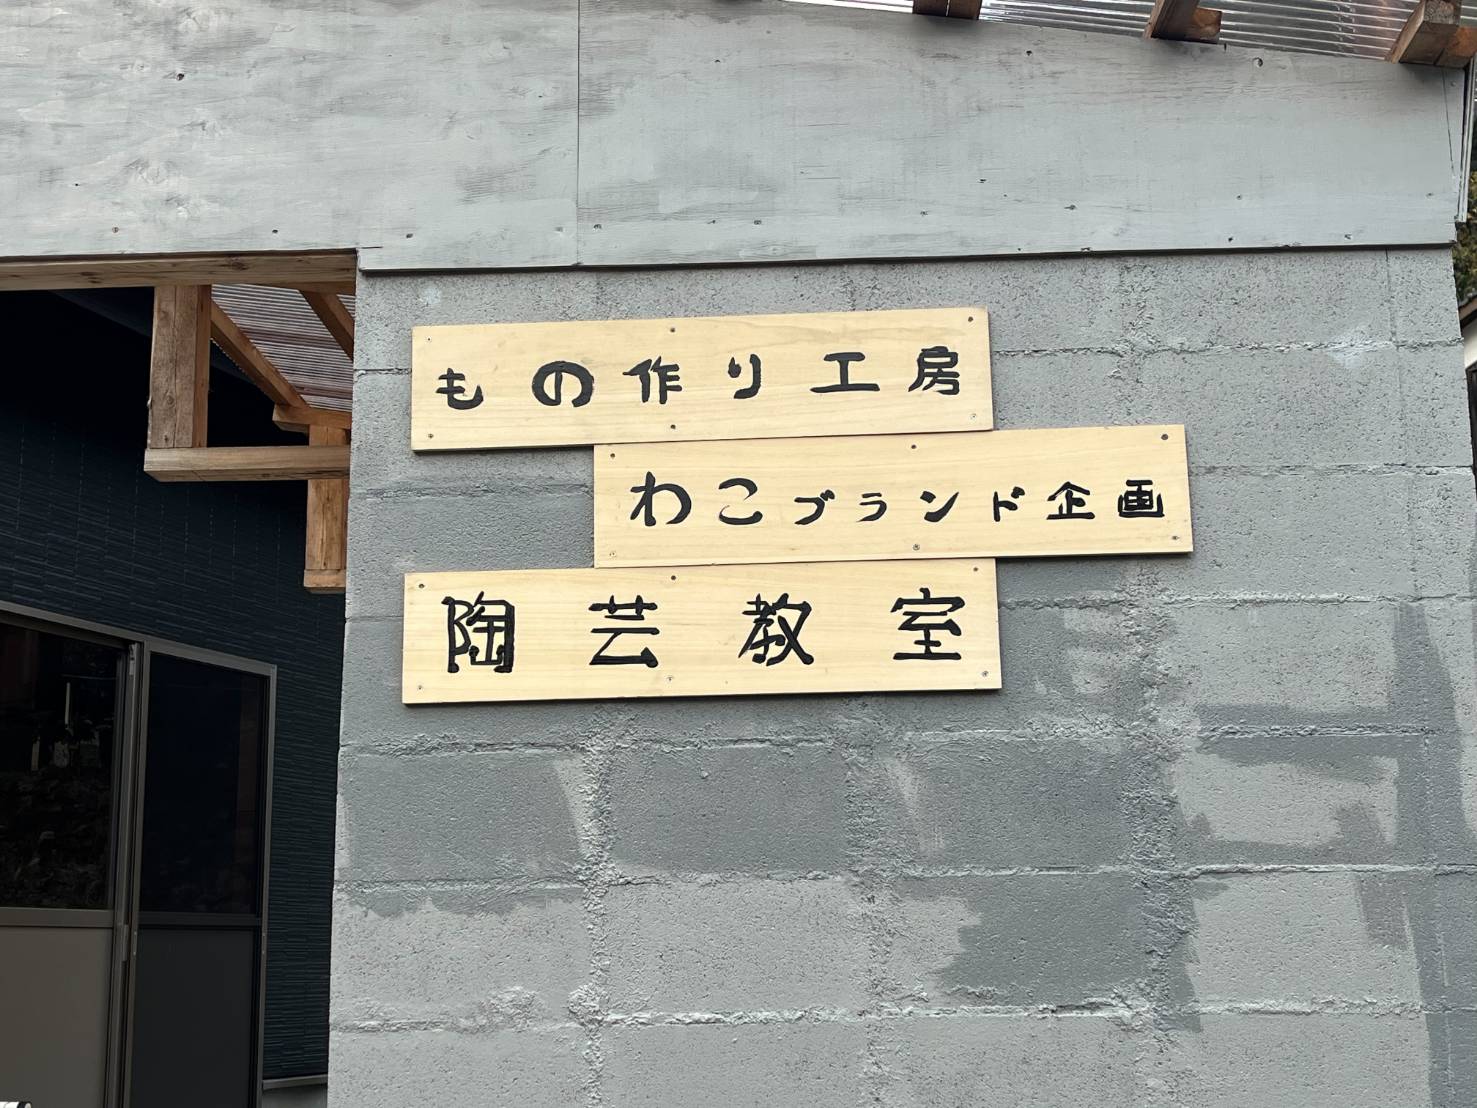 もの作り工房
わこブランド企画
陶芸教室